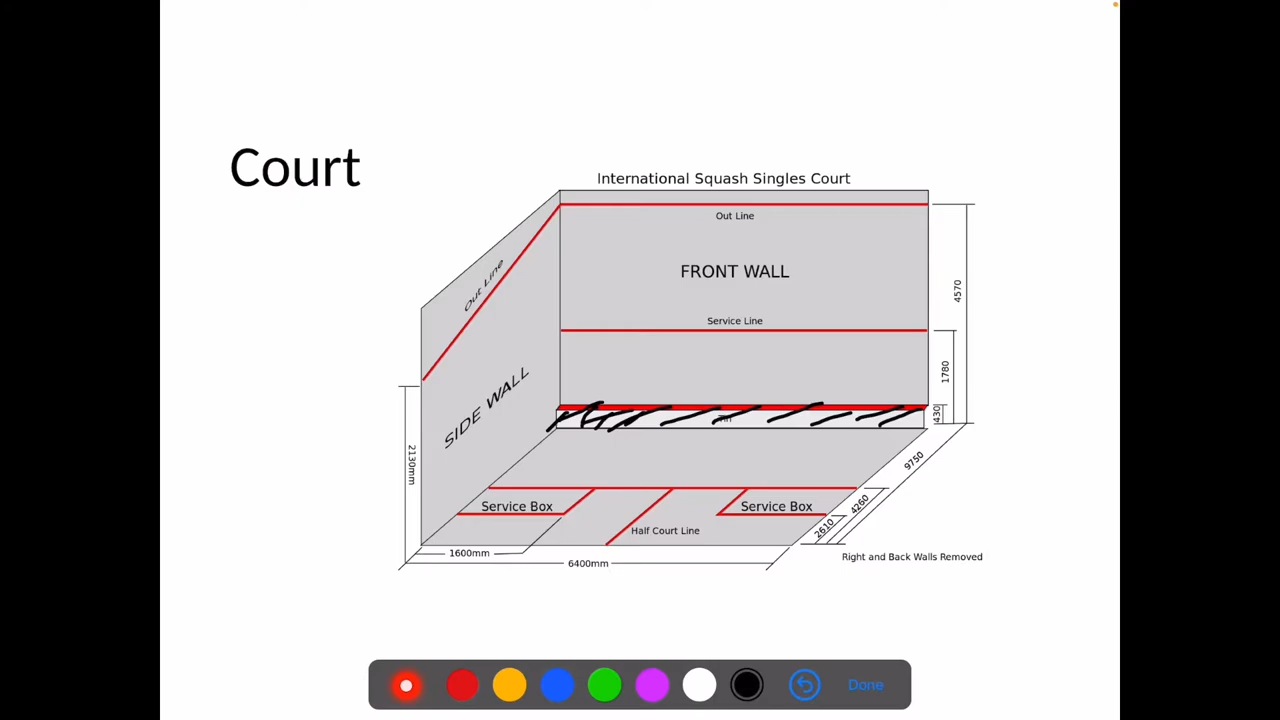 Court
International Squash Singles Court
Out Line
Out Line
FRONT WALL
4570
Service Line
1780
SIDE WALL
430
2130mm
9750
Service Box
Service Box
4260
2610
Half Court Line
1600mm
6400mm
Right and Back Walls Removed
Done